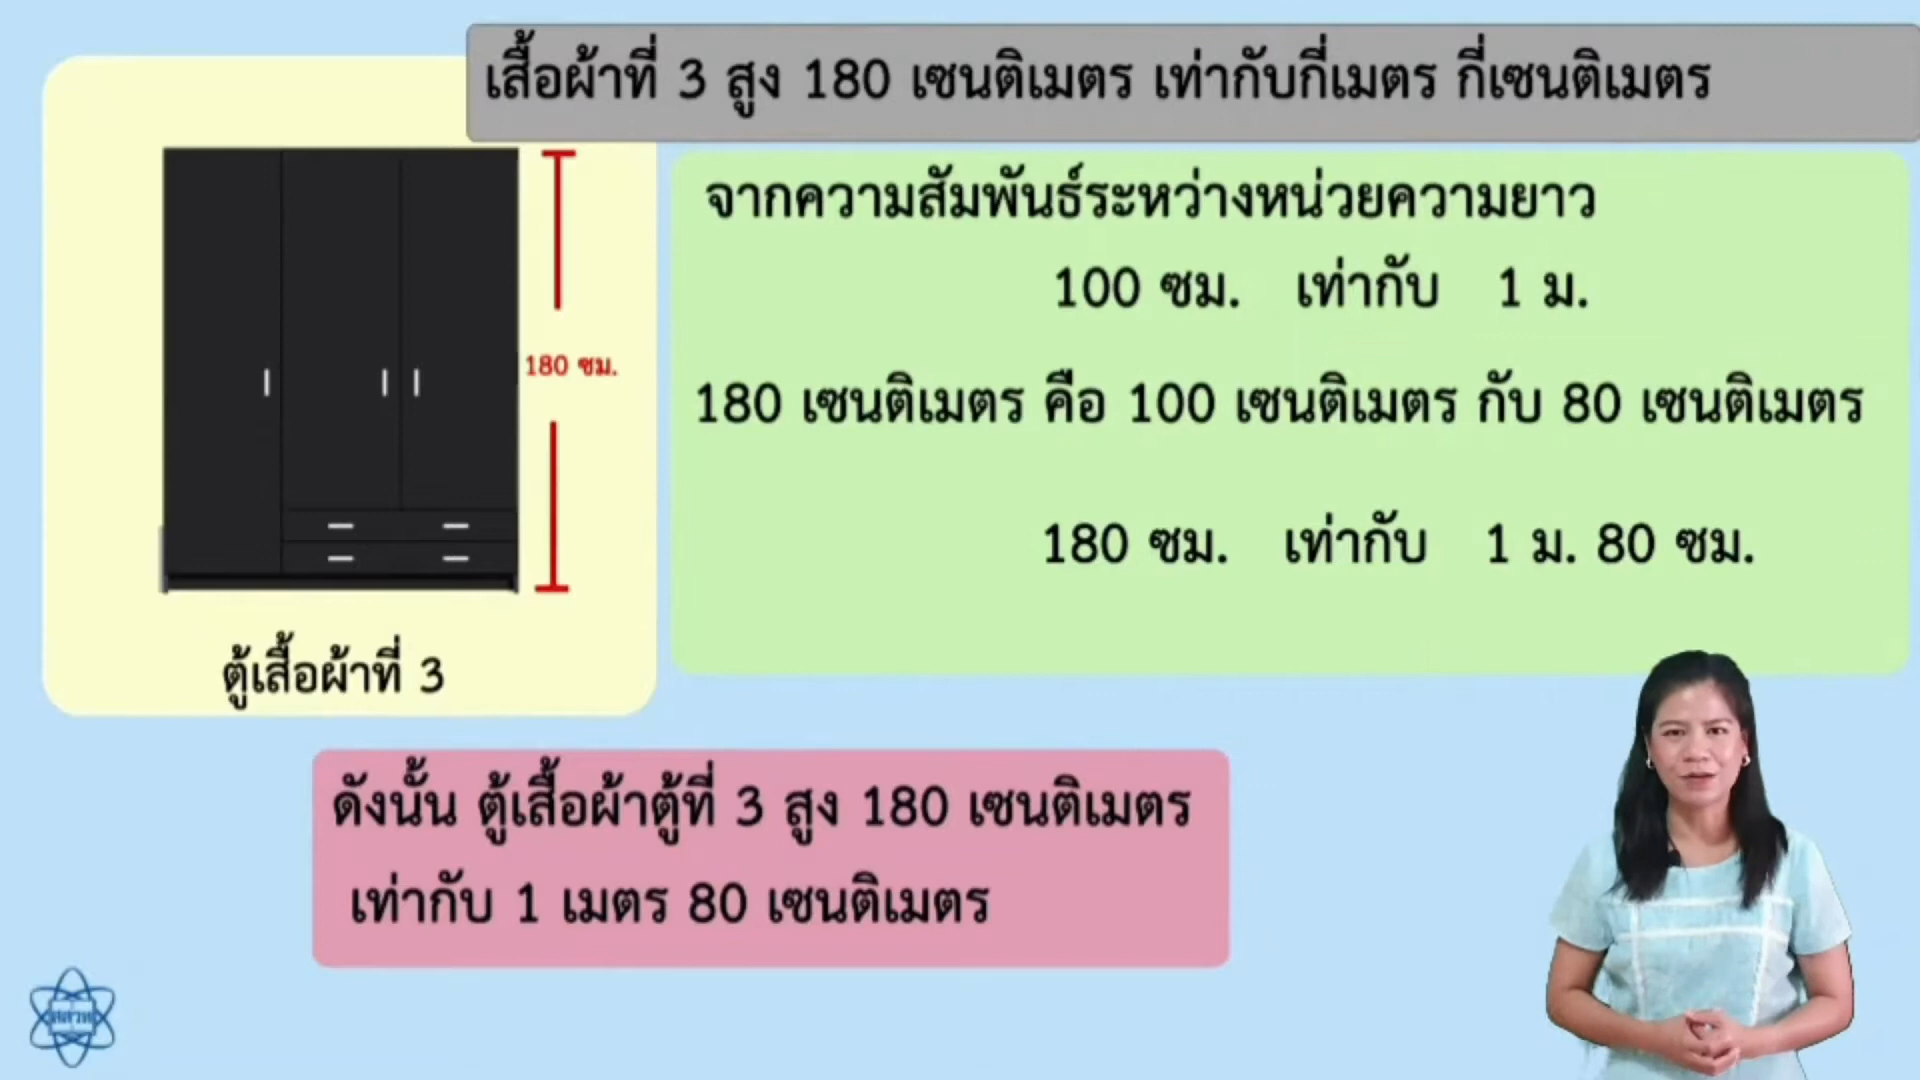 เสื้อผ้าที่ 3 สูง 180 เซนติเมตร เท่ากับกี่เมตร กี่เซนติเมตร
จากความสัมพันธ์ระหว่างหน่วยความยาว
100 ซม. เท่ากับ 1 ม.
180 ซม.
180 เซนติเมตร คือ 100 เซนติเมตร กับ 80 เซนติเมตร
180 ซม. เท่ากับ 1 ม. 80 ซม.
ตู้เสื้อผ้าที่ 3
ดังนั้น ตู้เสื้อผ้าตู้ที่ 3 สูง 180 เซนติเมตร
เท่ากับ 1 เมตร 80 เซนติเมตร
สสวท